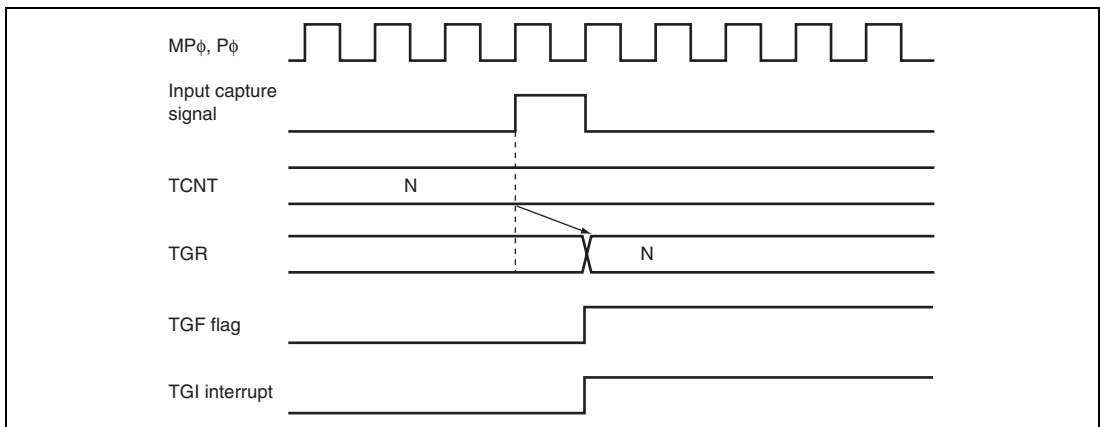 MPϕ, Pϕ
Input capture
signal
TCNT
N
TGR
N
TGF flag
TGI interrupt